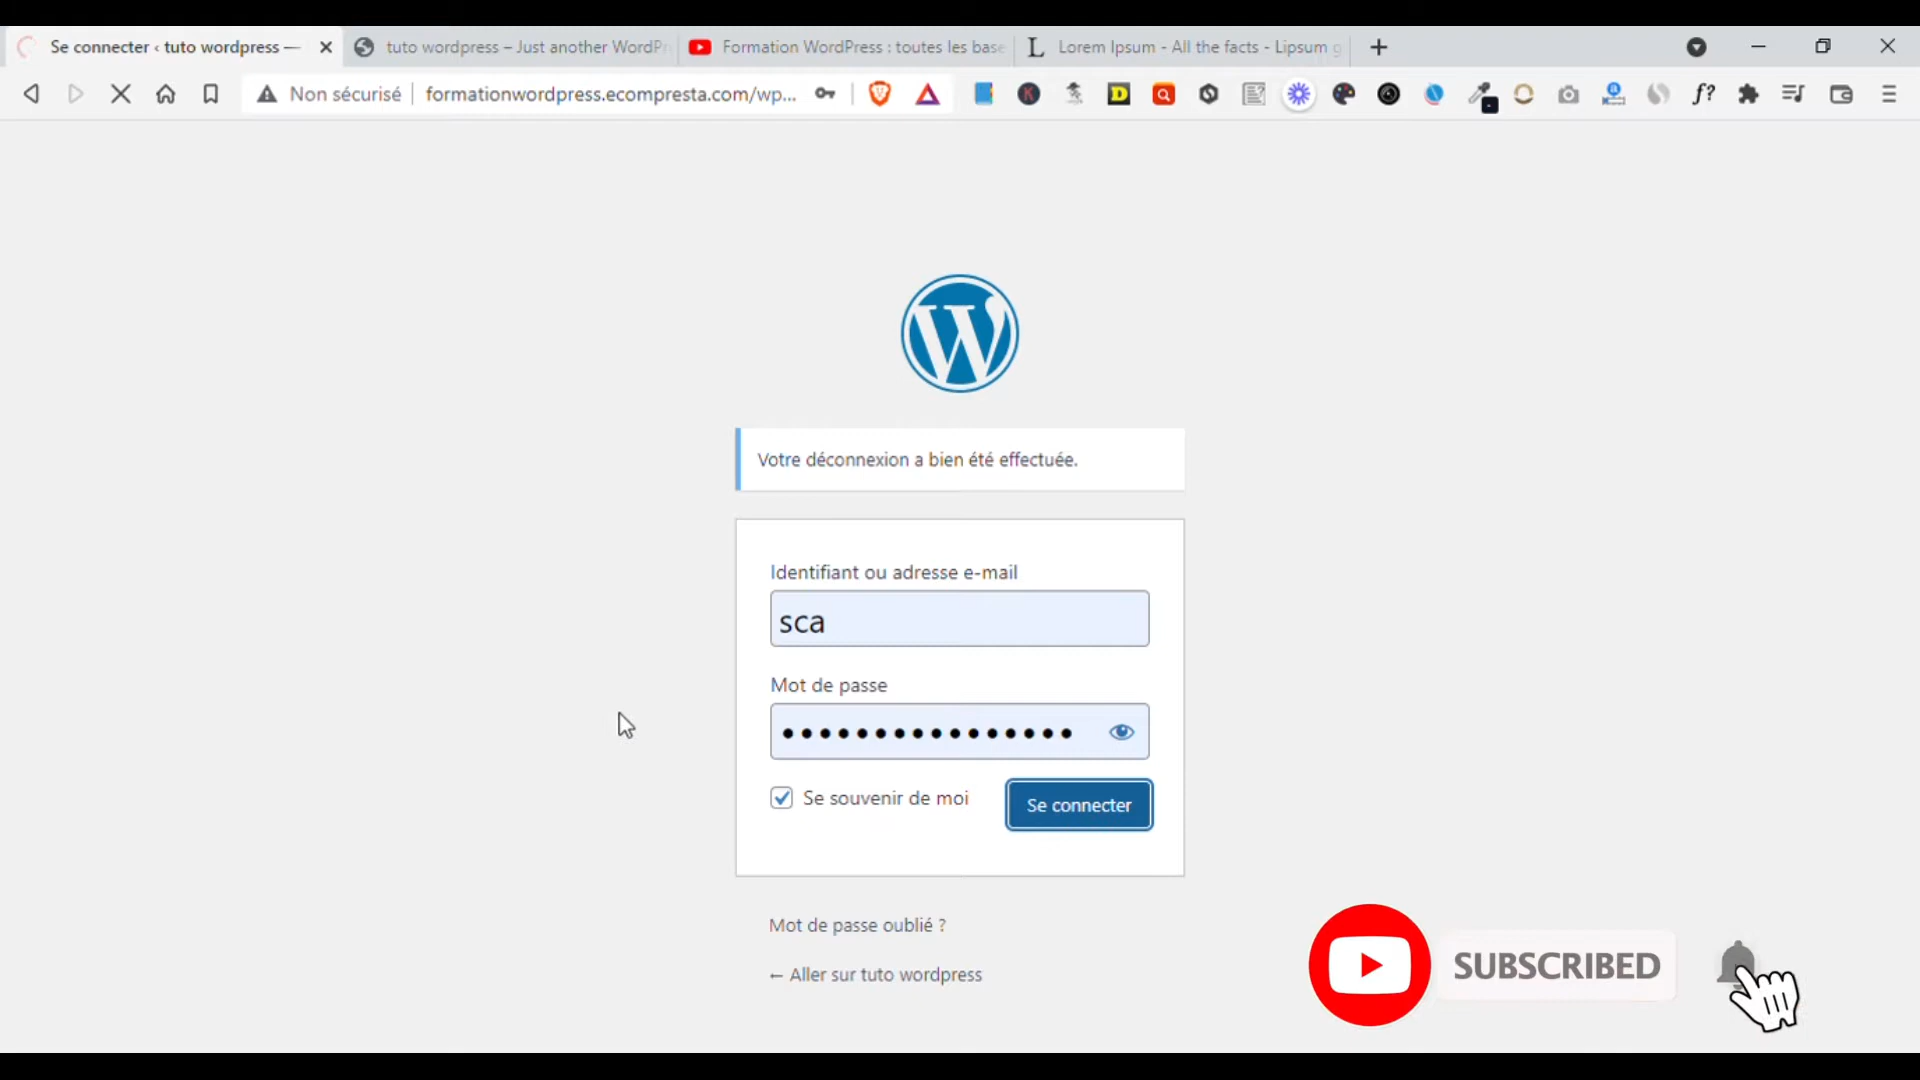 Se connecter ‹ tuto wordpress —
tuto wordpress – Just another WordPr
Formation WordPress : toutes les base
Lorem Ipsum - All the facts - Lipsum g
Non sécurisé
formationwordpress.ecompresta.com/wp...
Votre déconnexion a bien été effectuée.
Identifiant ou adresse e-mail
sca
Mot de passe
Se souvenir de moi
Se connecter
Mot de passe oublié ?
← Aller sur tuto wordpress
SUBSCRIBED